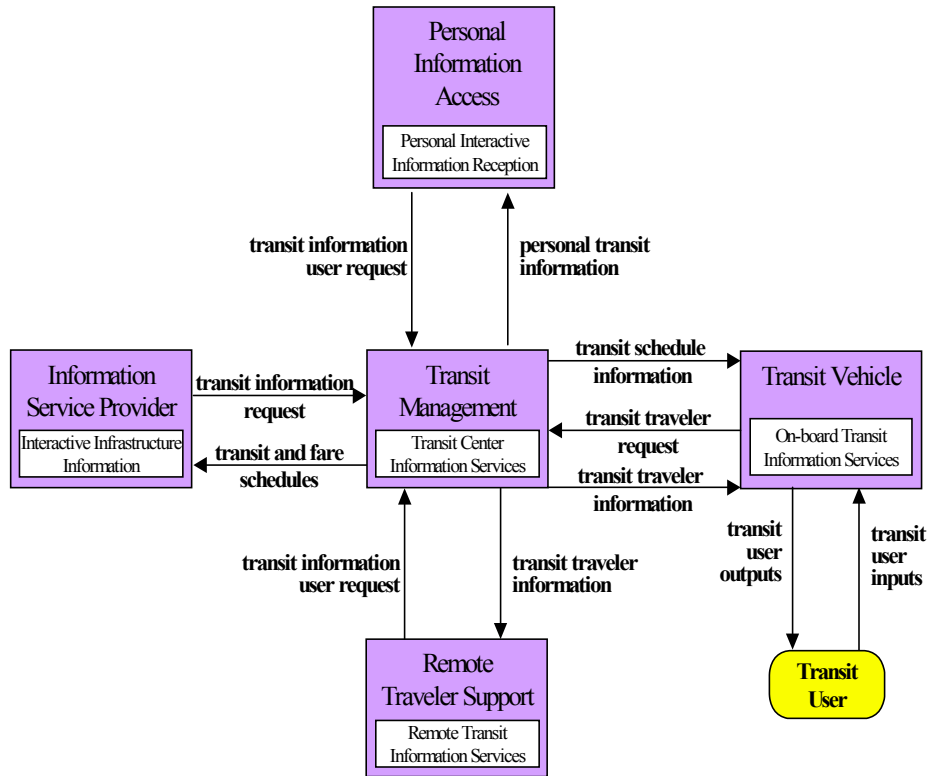 Personal
Information
Access
Personal Interactive
Information Reception
transit information
user request
personal transit
information
Information
Service Provider
Interactive Infrastructure
Information
transit information
request
transit and fare
schedules
Transit
Management
Transit Center
Information Services
transit schedule
information
transit traveler
request
transit traveler
information
Transit Vehicle
On-board Transit
Information Services
transit information
user request
transit traveler
information
transit
user
outputs
transit
user
inputs
Remote
Traveler Support
Remote Transit
Information Services
Transit
User